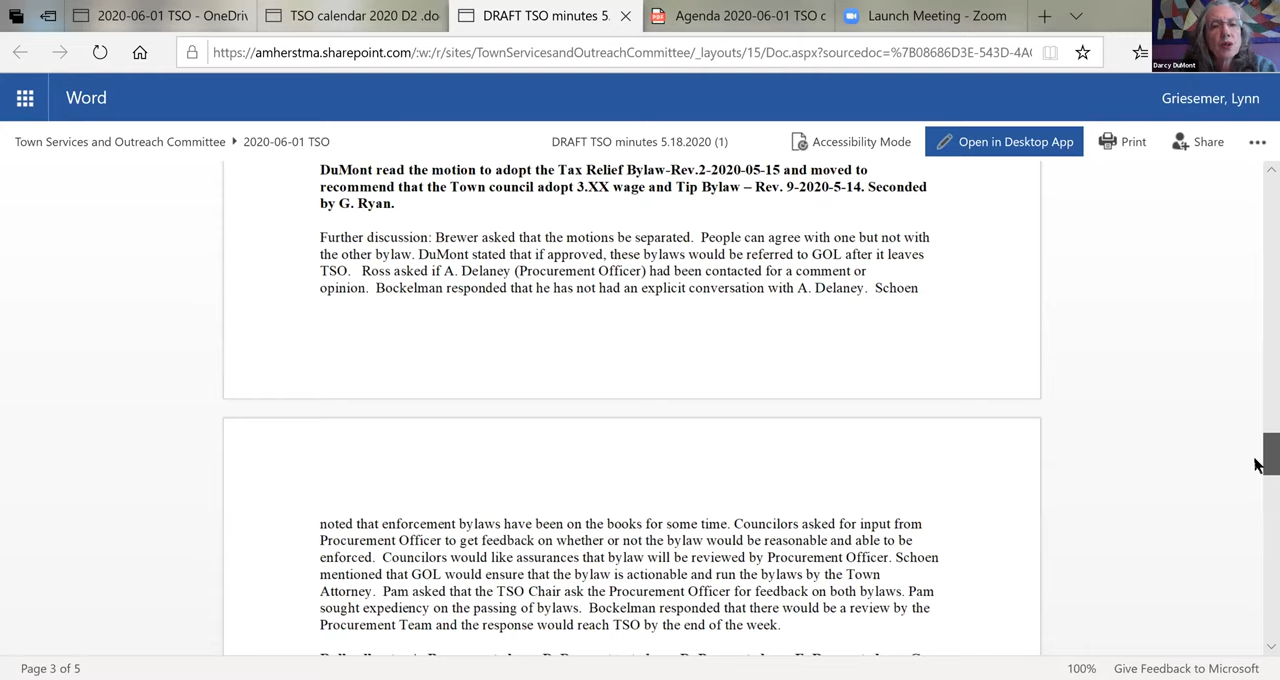 2020-06-01 TSO - OneDriv
TSO calendar 2020 D2 .do
DRAFT TSO minutes 5.
Agenda 2020-06-01 TSO c
Launch Meeting - Zoom
https://amherstma.sharepoint.com/:w:/r/sites/TownServicesandOutreachCommittee/_layouts/15/Doc.aspx?sourcedoc=%7B08686D3E-543D-4A
Darcy DuMont
Word
Griesemer, Lynn
Town Services and Outreach Committee
2020-06-01 TSO
DRAFT TSO minutes 5.18.2020 (1)
Accessibility Mode
Open in Desktop App
Print
Share
DuMont read the motion to adopt the Tax Relief Bylaw-Rev.2-2020-05-15 and moved to
recommend that the Town council adopt 3.XX wage and Tip Bylaw – Rev. 9-2020-5-14. Seconded
by G. Ryan.
Further discussion: Brewer asked that the motions be separated. People can agree with one but not with
the other bylaw. DuMont stated that if approved, these bylaws would be referred to GOL after it leaves
TSO. Ross asked if A. Delaney (Procurement Officer) had been contacted for a comment or
opinion. Bockelman responded that he has not had an explicit conversation with A. Delaney. Schoen
noted that enforcement bylaws have been on the books for some time. Councilors asked for input from
Procurement Officer to get feedback on whether or not the bylaw would be reasonable and able to be
enforced. Councilors would like assurances that bylaw will be reviewed by Procurement Officer. Schoen
mentioned that GOL would ensure that the bylaw is actionable and run the bylaws by the Town
Attorney. Pam asked that the TSO Chair ask the Procurement Officer for feedback on both bylaws. Pam
sought expediency on the passing of bylaws. Bockelman responded that there would be a review by the
Procurement Team and the response would reach TSO by the end of the week.
Page 3 of 5
100%
Give Feedback to Microsoft